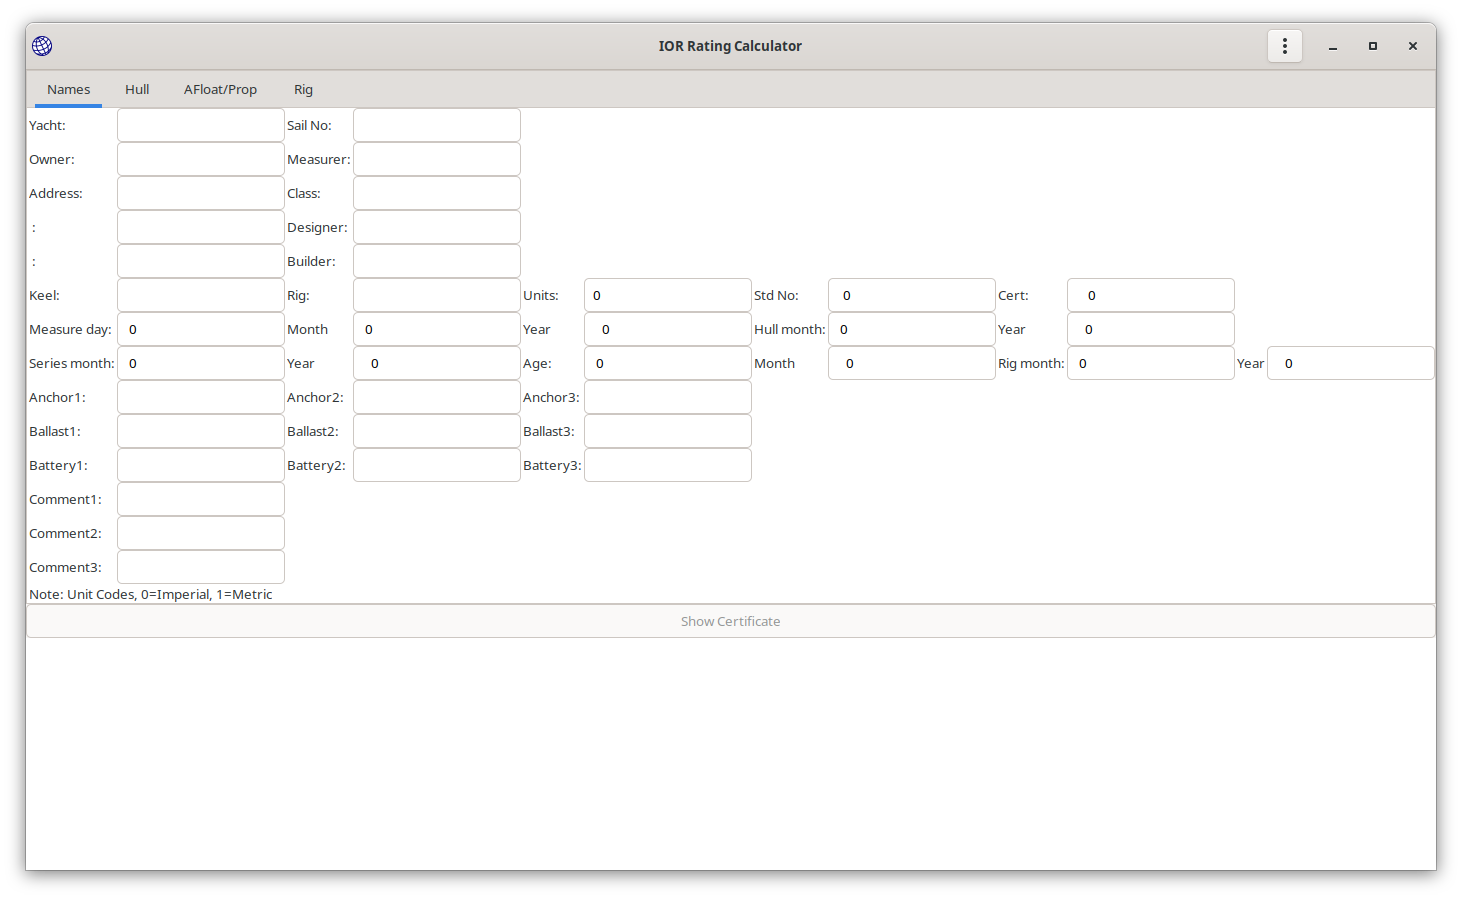 IOR Rating Calculator
Names Hull AFloat/Prop Rig
Yacht: Sail No:
Owner: Measurer:
Address: Class:
: Designer:
: Builder:
Keel: Rig: Units: 0 Std No: 0 Cert: 0
Measure day: 0 Month 0 Year 0 Hull month: 0 Year 0
Series month: 0 Year 0 Age: 0 Month 0 Rig month: 0 Year 0
Anchor1: Anchor2: Anchor3:
Ballast1: Ballast2: Ballast3:
Battery1: Battery2: Battery3:
Comment1:
Comment2:
Comment3:
Note: Unit Codes, 0=Imperial, 1=Metric
Show Certificate